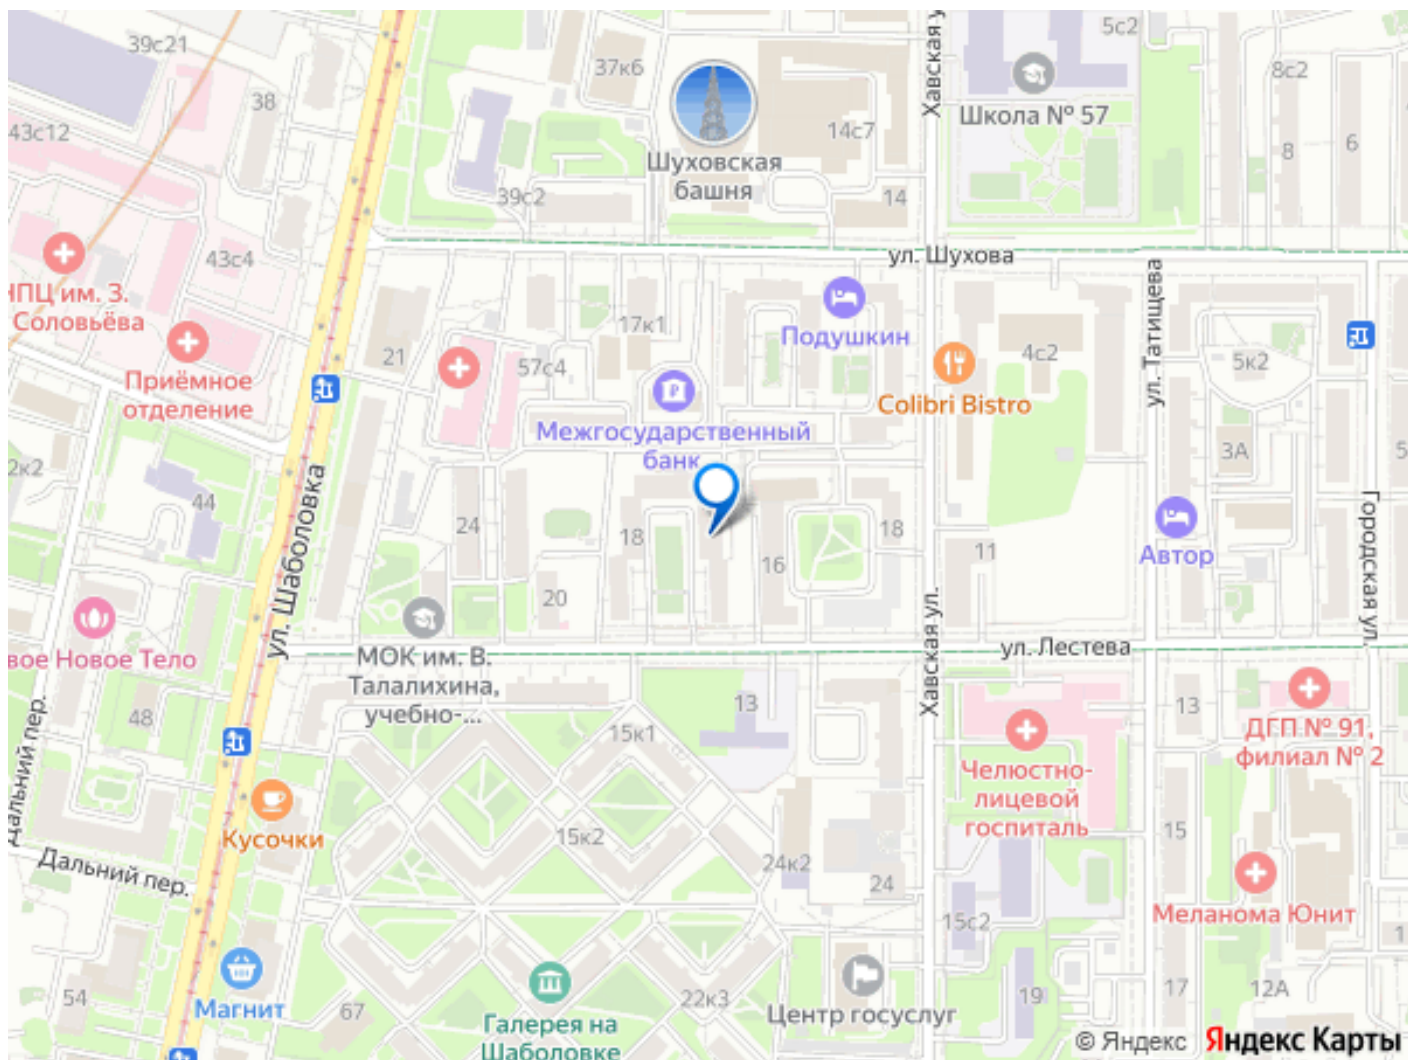 39с21
37к6
5с2
8с2
38
Школа № 57
43с12
14с7
8
6
Шуховская
башня
39с2
14
43с4
ул. Шухова
Хавская у
НПЦ им. З.
Соловьёва
Подушкин
17к1
21
57с4
4с2
5к2
ул. Татищева
Приёмное
отделение
Colibri Bistro
Межгосударственный
банк
3А
5
2к2
44
24
18
18
16
11
Автор
Городская ул.
ул. Шаболовка
20
Хавская ул.
ул. Лестева
вое Новое Тело
МОК им. В.
Талалихина,
учебно-...
48
15к1
13
13
ДГП № 91,
филиал № 2
Челюстно-
лицевой
госпиталь
Дальний пер.
Кусочки
15к2
15
24к2
24
Дальний пер.
Меланома Юнит
15с2
1
Магнит
54
67
22к3
Центр госуслуг
19
17
12А
Галерея на
Шаболовке
© Яндекс Яндекс Карты